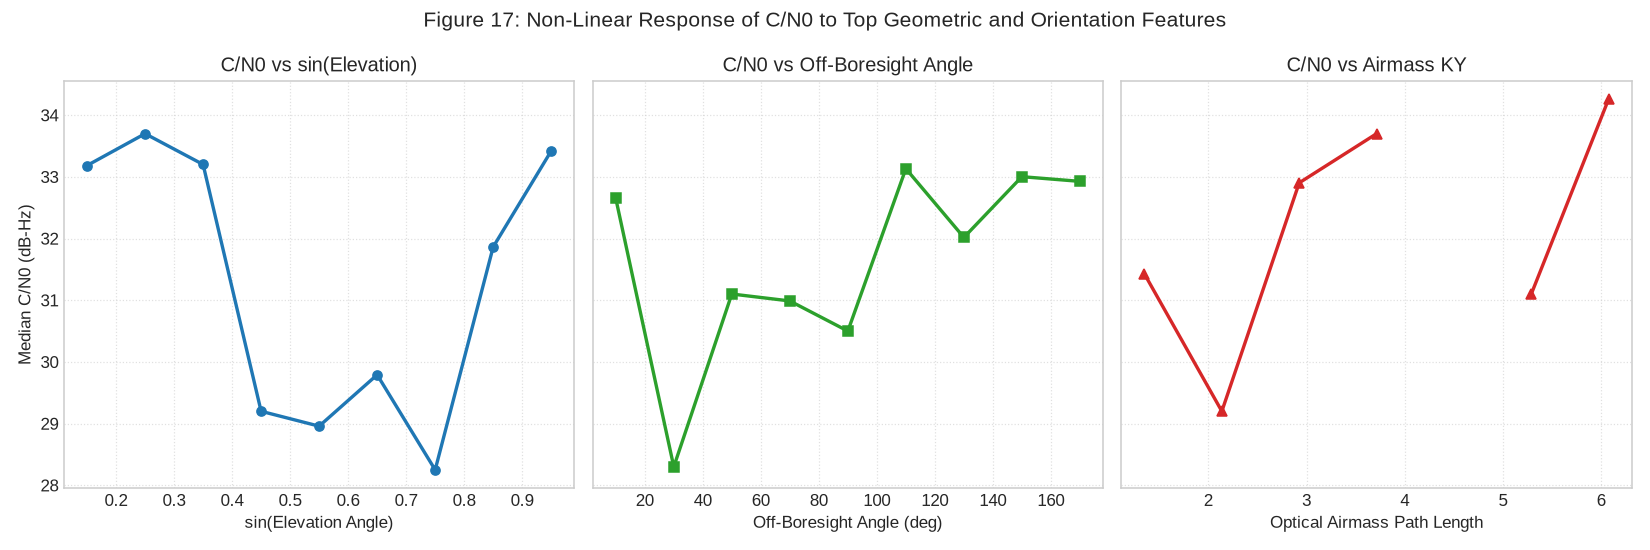 Figure 17: Non-Linear Response of C/N0 to Top Geometric and Orientation Features
C/N0 vs sin(Elevation)
C/N0 vs Off-Boresight Angle
C/N0 vs Airmass KY
Median C/N0 (dB-Hz)
34
33
32
31
30
29
28
0.2 0.3 0.4 0.5 0.6 0.7 0.8 0.9
sin(Elevation Angle)
20 40 60 80 100 120 140 160
Off-Boresight Angle (deg)
2 3 4 5 6
Optical Airmass Path Length